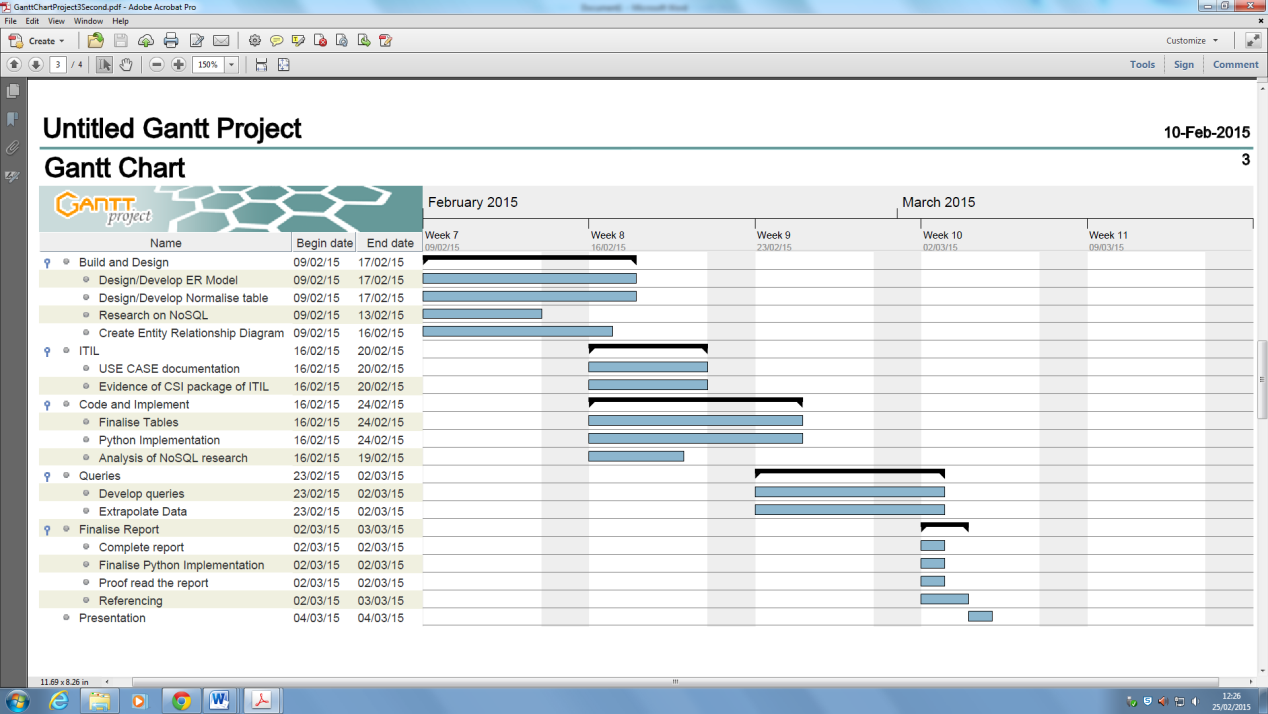 GanttChartProject3Second.pdf - Adobe Acrobat Pro
File Edit View Window Help
Create
Customize
3 / 4 150% Tools Sign Comment
Untitled Gantt Project
10-Feb-2015
Gantt Chart
3
GANTT project
February 2015 March 2015
Week 7 Week 8 Week 9 Week 10 Week 11
09/02/15 16/02/15 23/02/15 02/03/15 09/03/15
Name Begin date End date
Build and Design 09/02/15 17/02/15
Design/Develop ER Model 09/02/15 17/02/15
Design/Develop Normalise table 09/02/15 17/02/15
Research on NoSQL 09/02/15 13/02/15
Create Entity Relationship Diagram 09/02/15 16/02/15
ITIL 16/02/15 20/02/15
USE CASE documentation 16/02/15 20/02/15
Evidence of CSI package of ITIL 16/02/15 20/02/15
Code and Implement 16/02/15 24/02/15
Finalise Tables 16/02/15 24/02/15
Python Implementation 16/02/15 24/02/15
Analysis of NoSQL research 16/02/15 19/02/15
Queries 23/02/15 02/03/15
Develop queries 23/02/15 02/03/15
Extrapolate Data 23/02/15 02/03/15
Finalise Report 02/03/15 03/03/15
Complete report 02/03/15 02/03/15
Finalise Python Implementation 02/03/15 02/03/15
Proof read the report 02/03/15 02/03/15
Referencing 02/03/15 03/03/15
Presentation 04/03/15 04/03/15
11.69 x 8.26 in
12:26
25/02/2015